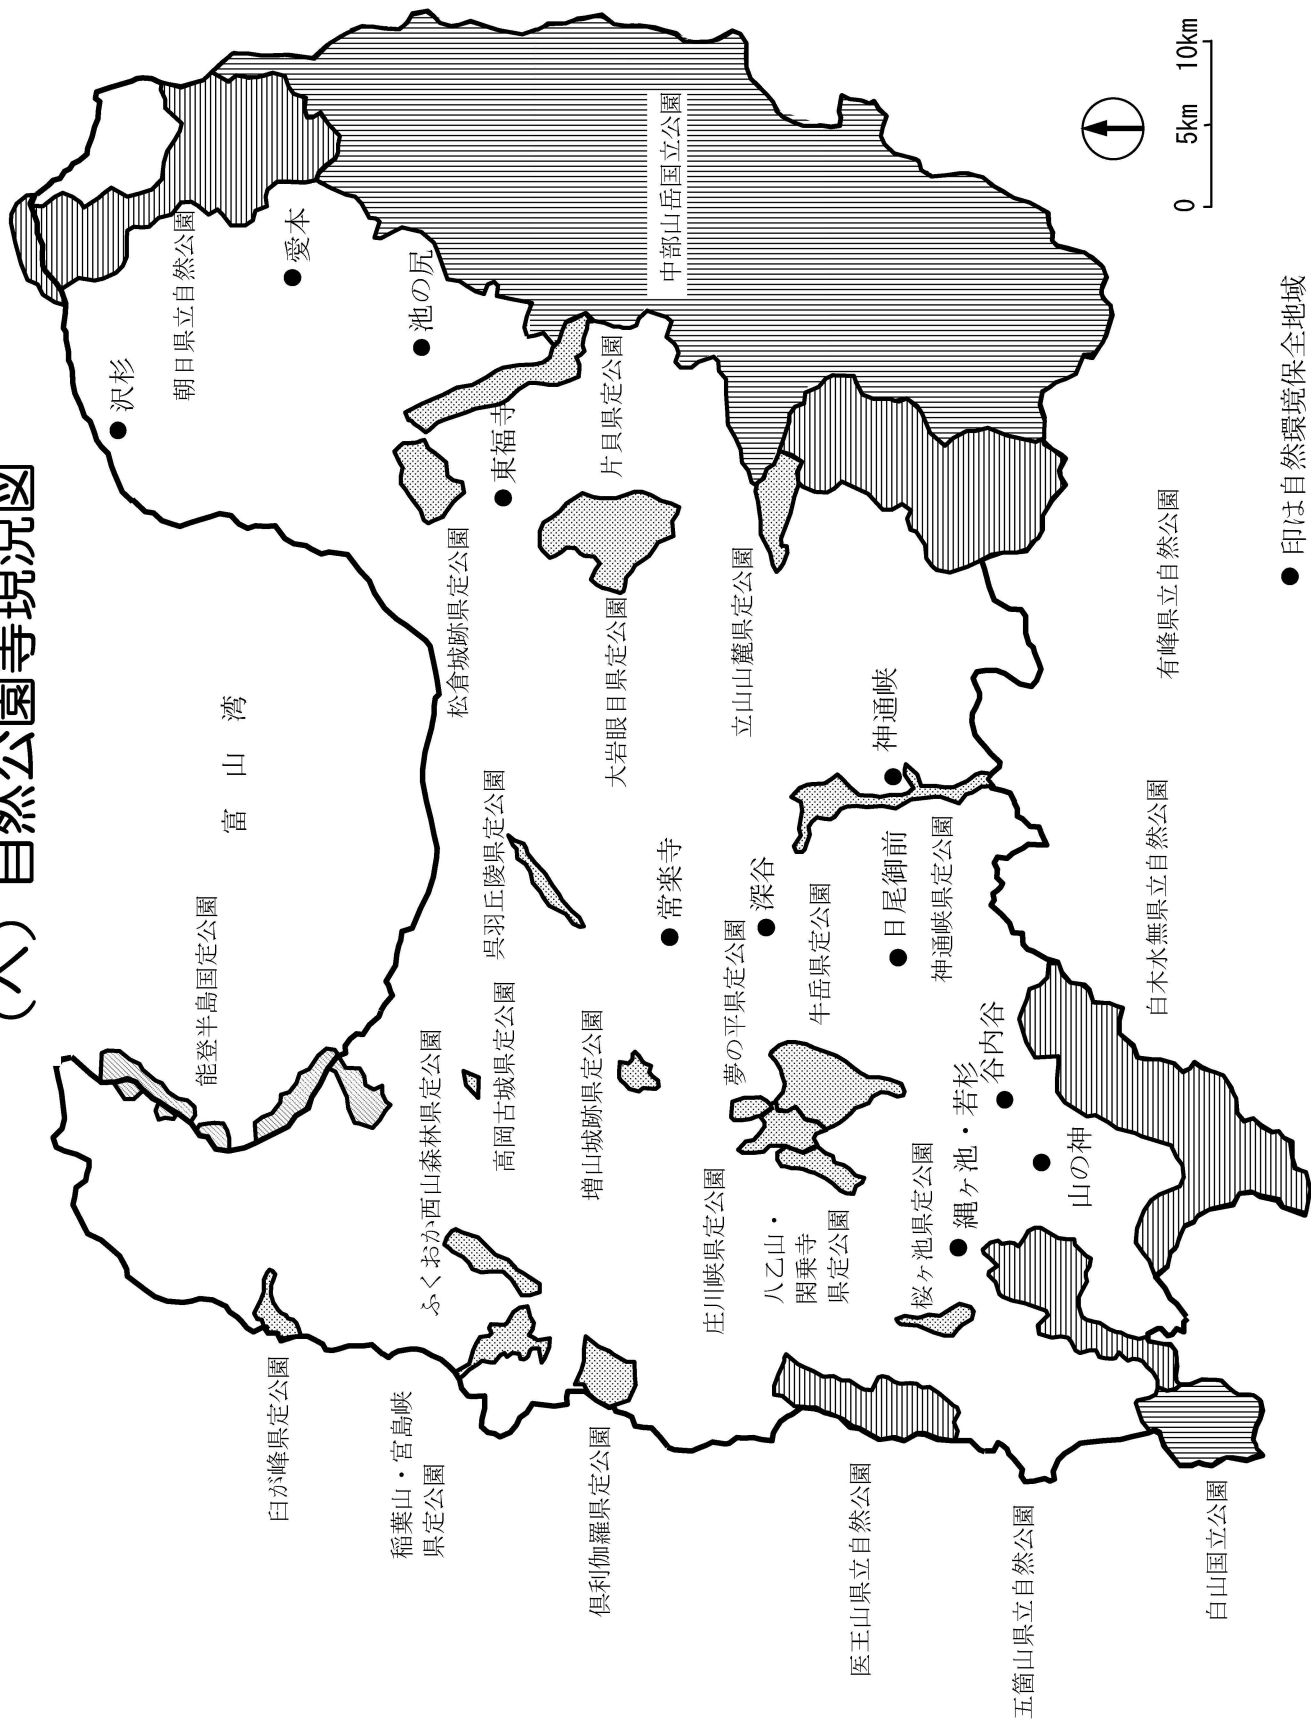 自然公園等現況図
富山湾
能登半島国定公園
朝日県立自然公園
沢杉
愛本
池の尻
東福寺
松倉城跡県定公園
片貝県定公園
中部山岳国立公園
大岩眼目県定公園
立山山麓県定公園
有峰県立自然公園
呉羽丘陵県定公園
高岡古城県定公園
ふくおか西山森林県定公園
臼が峰県定公園
稲葉山・宮島峡
県定公園
倶利伽羅県定公園
増山城跡県定公園
常楽寺
深谷
夢の平県定公園
牛岳県定公園
日尾御前
神通峡
神通峡県定公園
庄川峡県定公園
八乙山・
閑乗寺
県定公園
桜ヶ池県定公園
縄ヶ池・若杉
谷内谷
山の神
医王山県立自然公園
五箇山県立自然公園
白山国立公園
白木水無県立自然公園
0 5km 10km
●印は自然環境保全地域